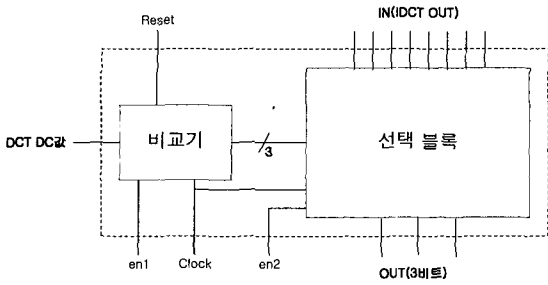 Reset
IN(IDCT OUT)
DCT DC값
비교기
3
선택 블록
en1
Clock
en2
OUT(3비트)